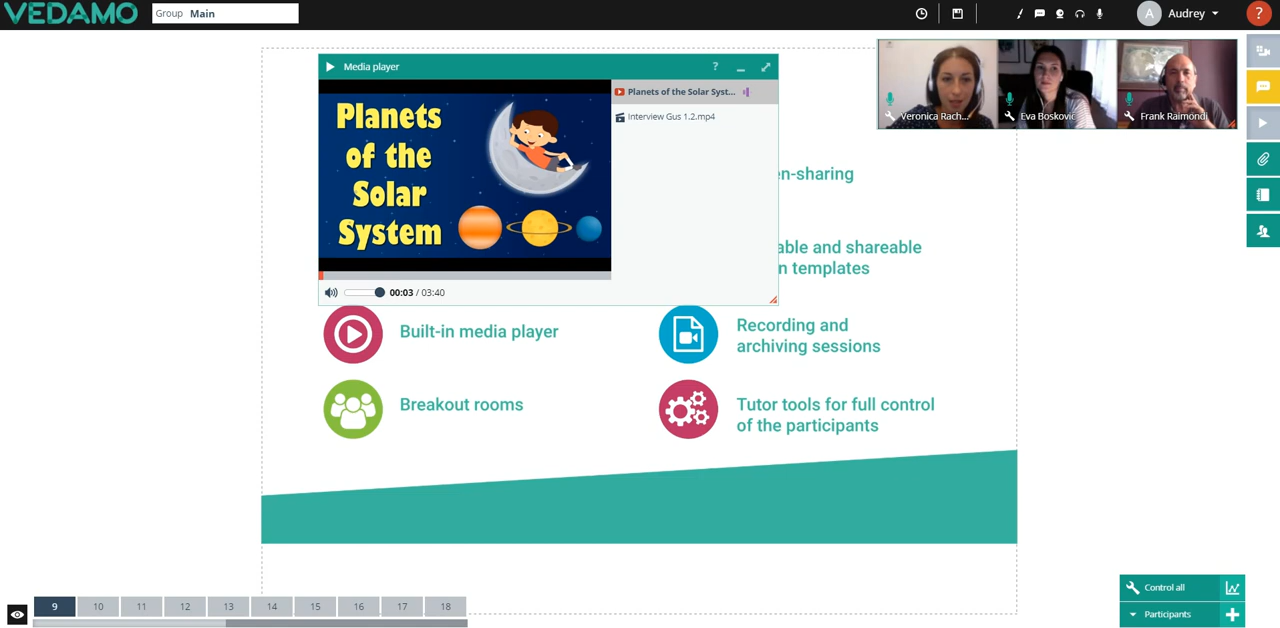 VEDAMO
Group Main
Audrey
?
Media player
?
Planets
of the
Solar
System
Planets of the Solar Syst...
Interview Gus 1.2.mp4
00:03 / 03:40
Veronica Rach...
Eva Boskovic
Frank Raimondi
en-sharing
able and shareable
n templates
Built-in media player
Recording and
archiving sessions
Breakout rooms
Tutor tools for full control
of the participants
9 10 11 12 13 14 15 16 17 18
Control all
Participants
A